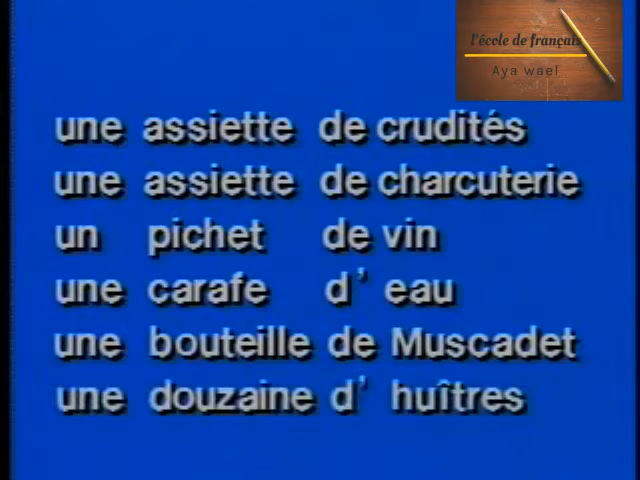 l'école de français
Aya wael
une assiette de crudités
une assiette de charcuterie
un pichet de vin
une carafe d' eau
une bouteille de Muscadet
une douzaine d' huîtres